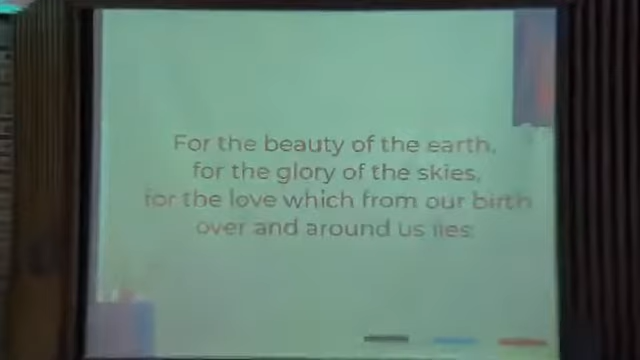 For the beauty of the earth,
for the glory of the skies,
for the love which from our birth
over and around us lies.